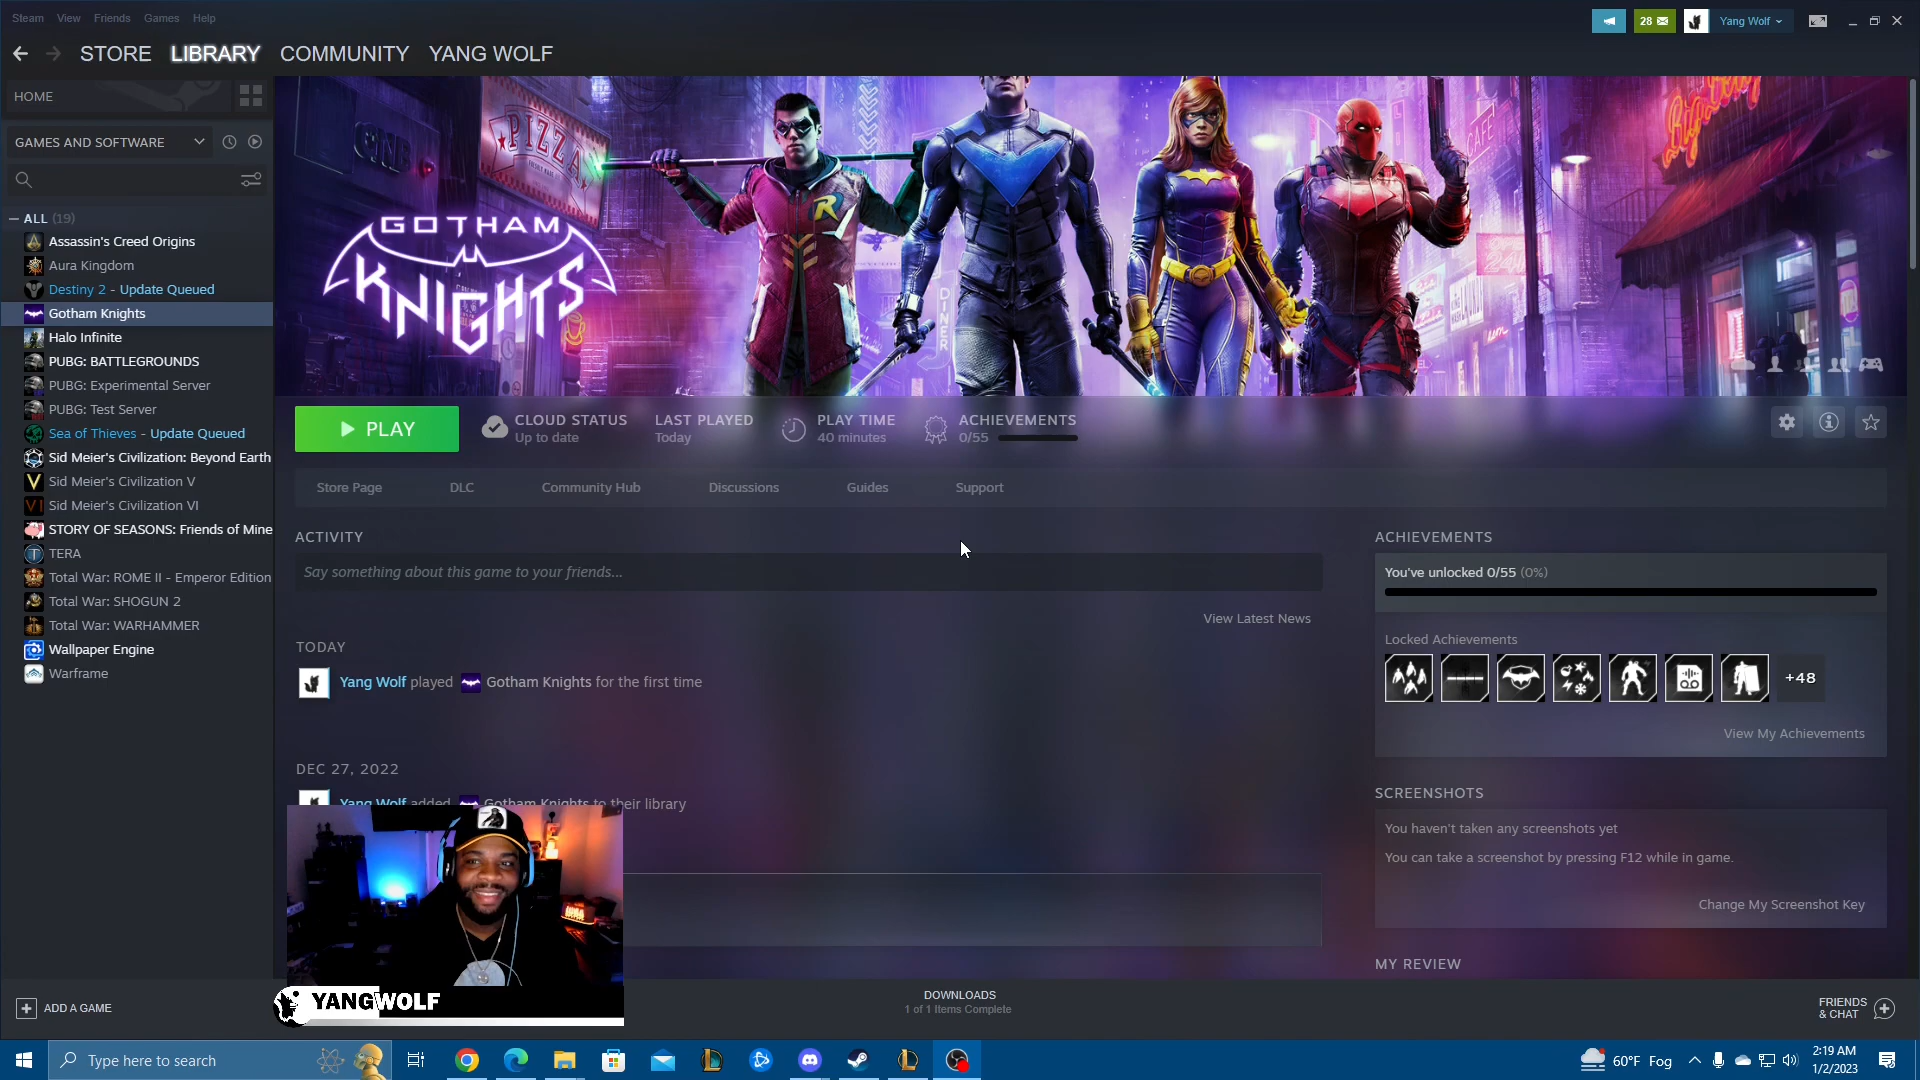 Steam View Friends Games Help
28
Yang Wolf
STORE LIBRARY COMMUNITY YANG WOLF
HOME
GAMES AND SOFTWARE
ALL (19)
Assassin's Creed Origins
Aura Kingdom
Destiny 2 - Update Queued
Gotham Knights
Halo Infinite
PUBG: BATTLEGROUNDS
PUBG: Experimental Server
PUBG: Test Server
Sea of Thieves - Update Queued
Sid Meier's Civilization: Beyond Earth
Sid Meier's Civilization V
Sid Meier's Civilization VI
STORY OF SEASONS: Friends of Mine
TERA
Total War: ROME II - Emperor Edition
Total War: SHOGUN 2
Total War: WARHAMMER
Wallpaper Engine
Warframe
PIZZA
R
DINER
CAFE
GOTHAM
KNIGHTS
PLAY
CLOUD STATUS
Up to date
LAST PLAYED
Today
PLAY TIME
40 minutes
ACHIEVEMENTS
0/55
Store Page DLC Community Hub Discussions Guides Support
ACTIVITY
Say something about this game to your friends...
View Latest News
TODAY
Yang Wolf played Gotham Knights for the first time
DEC 27, 2022
Yang Wolf added Gotham Knights to their library
ACHIEVEMENTS
You've unlocked 0/55 (0%)
Locked Achievements
+48
View My Achievements
SCREENSHOTS
You haven't taken any screenshots yet
You can take a screenshot by pressing F12 while in game.
Change My Screenshot Key
MY REVIEW
YANGWOLF
ADD A GAME
DOWNLOADS
1 of 1 Items Complete
FRIENDS
& CHAT
Type here to search
60°F Fog
2:19 AM
1/2/2023